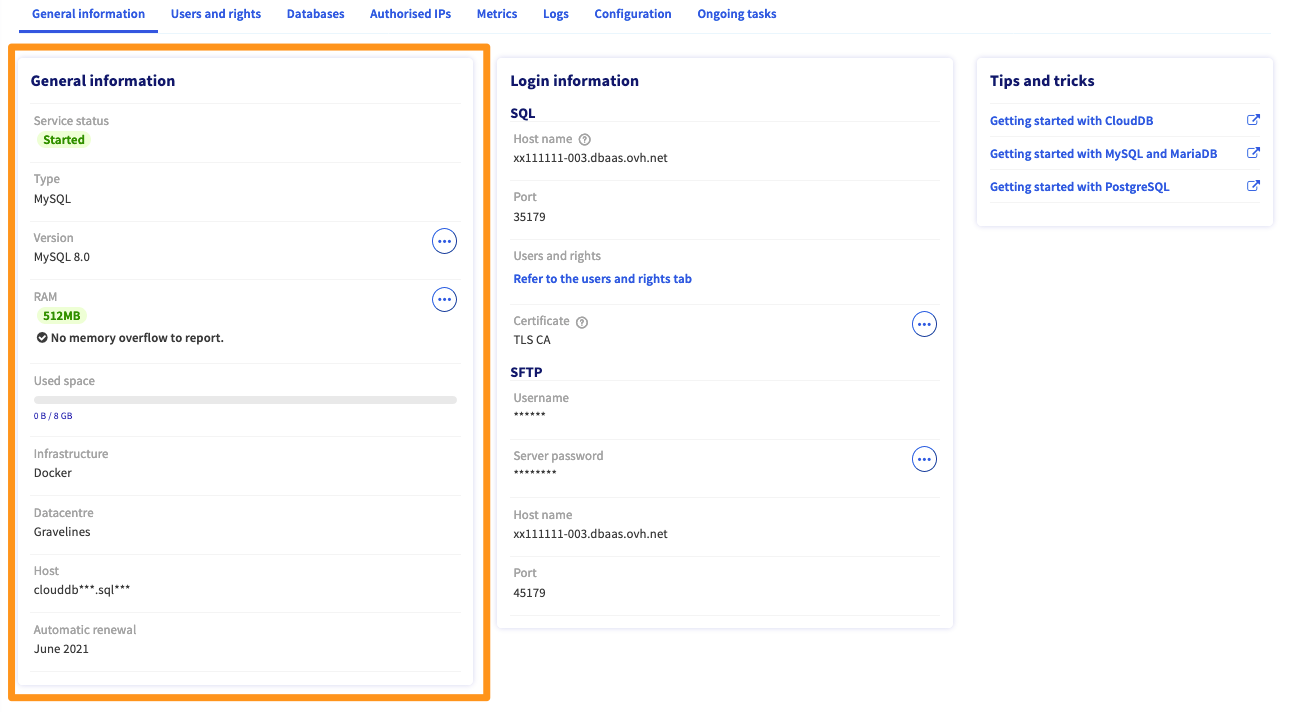 General information
Users and rights
Databases
Authorised IPs
Metrics
Logs
Configuration
Ongoing tasks
General information
Service status
Started
Type
MySQL
Version
MySQL 8.0
RAM
512MB
No memory overflow to report.
Used space
0 B / 8 GB
Infrastructure
Docker
Datacentre
Gravelines
Host
clouddb***.sql***
Automatic renewal
June 2021
Login information
SQL
Host name
xx111111-003.dbaas.ovh.net
Port
35179
Users and rights
Refer to the users and rights tab
Certificate
TLS CA
SFTP
Username
******
Server password
********
Host name
xx111111-003.dbaas.ovh.net
Port
45179
Tips and tricks
Getting started with CloudDB
Getting started with MySQL and MariaDB
Getting started with PostgreSQL